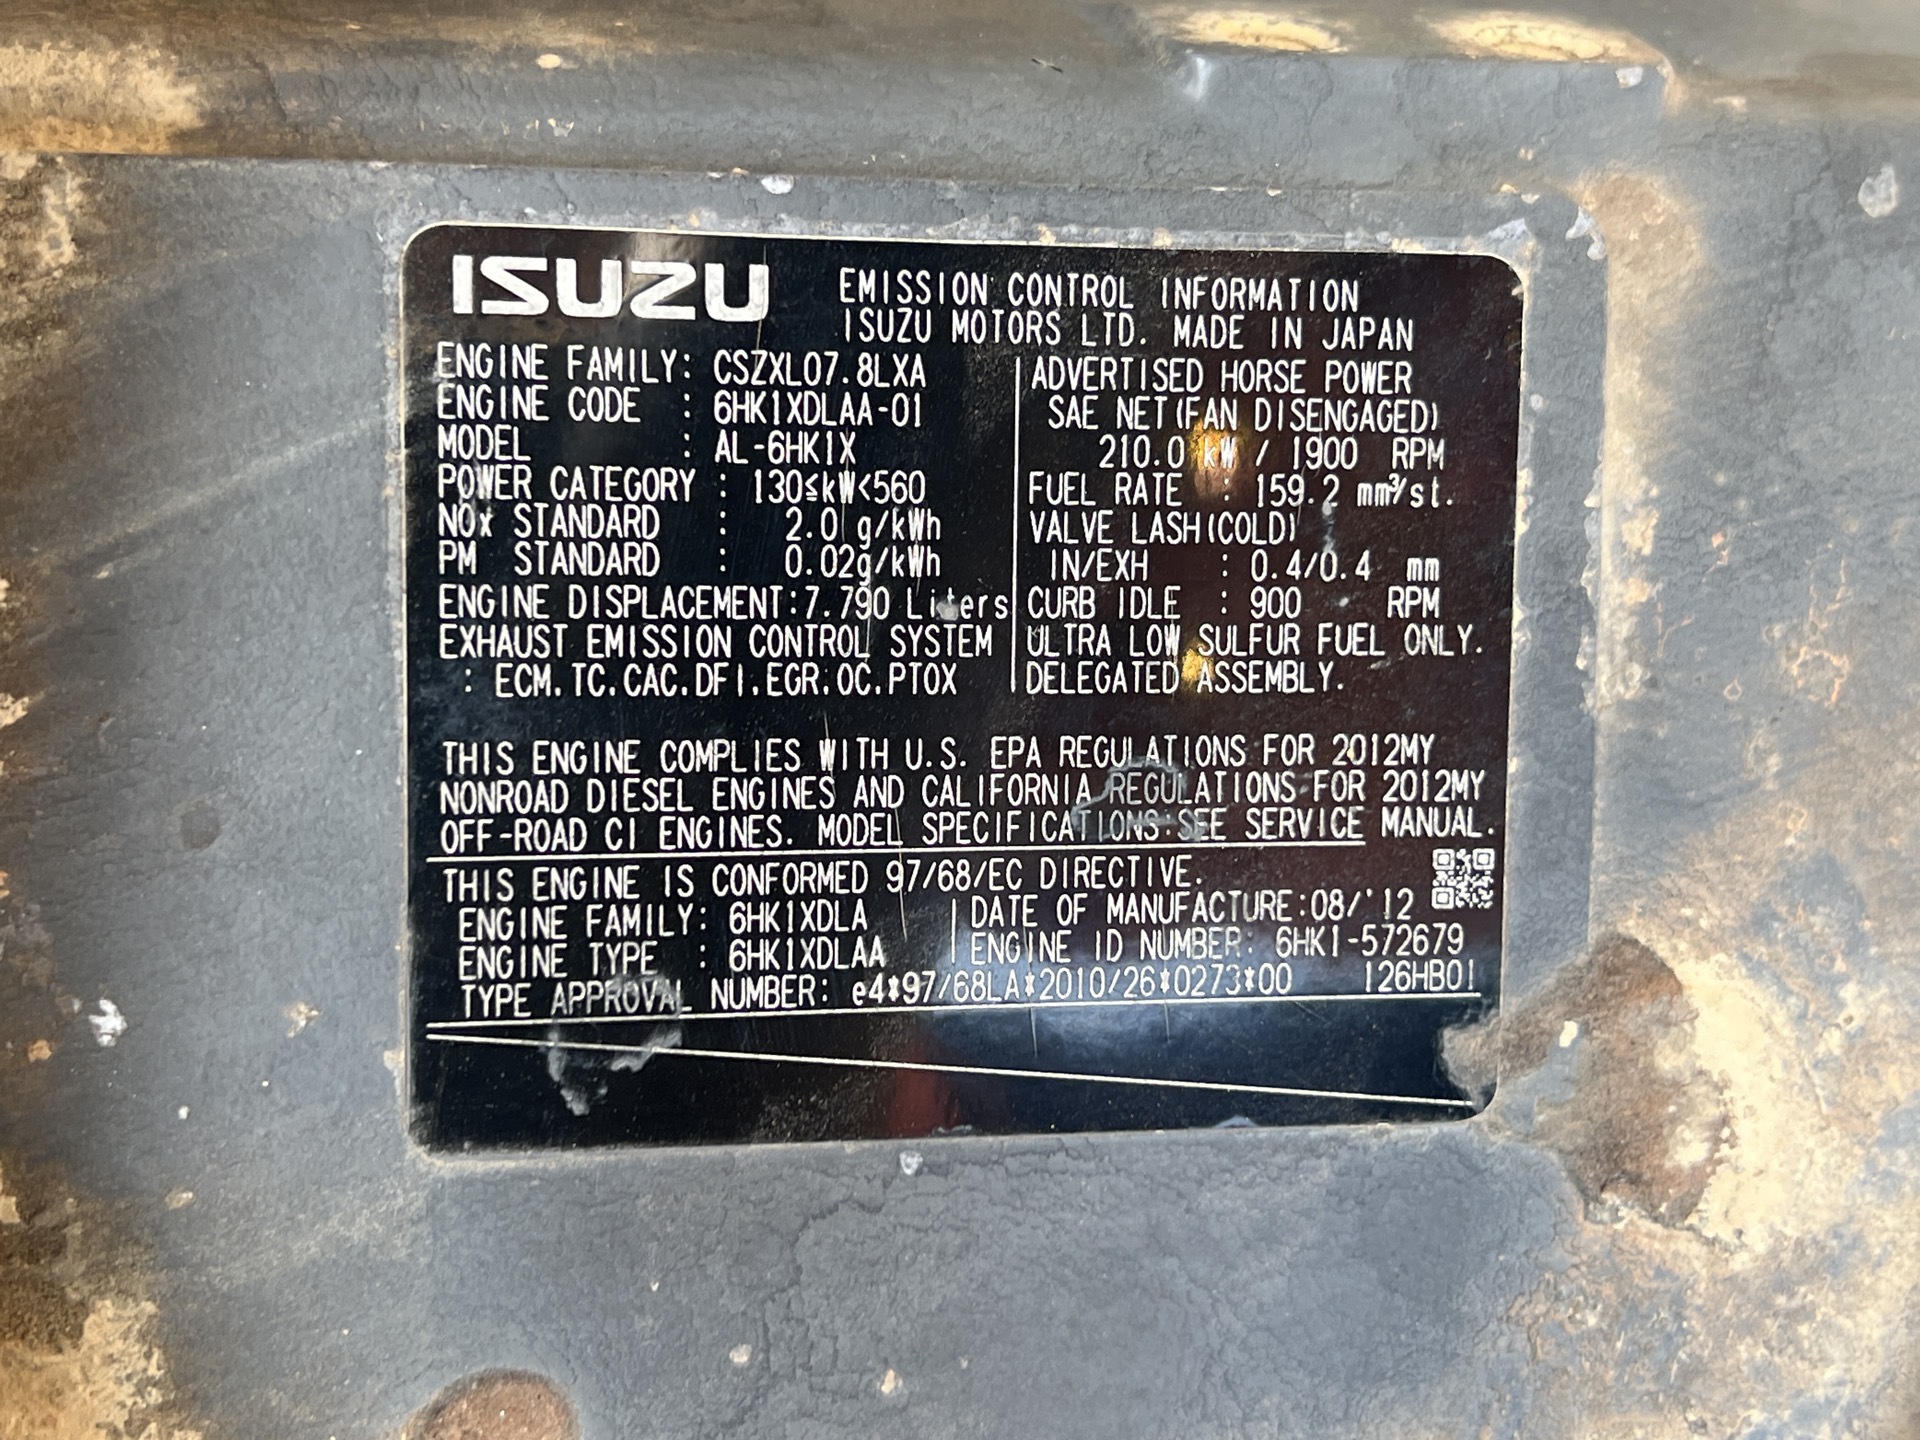 ISUZU
EMISSION CONTROL INFORMATION
ISUZU MOTORS LTD. MADE IN JAPAN
ENGINE FAMILY: CSZXL07.8LXA
ENGINE CODE : 6HK1XDLAA-01
MODEL : AL-6HK1X
POWER CATEGORY : 130≦kW<560
NOx STANDARD : 2.0 g/kWh
PM STANDARD : 0.02g/kWh
ENGINE DISPLACEMENT:7.790 Liters
EXHAUST EMISSION CONTROL SYSTEM
: ECM.TC.CAC.DFI.EGR.OC.PTOX
ADVERTISED HORSE POWER
SAE NET(FAN DISENGAGED)
210.0 kW / 1900 RPM
FUEL RATE : 159.2 mm³/st.
VALVE LASH(COLD)
IN/EXH : 0.4/0.4 mm
CURB IDLE : 900 RPM
ULTRA LOW SULFUR FUEL ONLY.
DELEGATED ASSEMBLY.
THIS ENGINE COMPLIES WITH U.S. EPA REGULATIONS FOR 2012MY
NONROAD DIESEL ENGINES AND CALIFORNIA REGULATIONS FOR 2012MY
OFF-ROAD CI ENGINES. MODEL SPECIFICATIONS:SEE SERVICE MANUAL.
THIS ENGINE IS CONFORMED 97/68/EC DIRECTIVE.
ENGINE FAMILY: 6HK1XDLA
DATE OF MANUFACTURE:08/'12
ENGINE TYPE : 6HK1XDLAA
ENGINE ID NUMBER: 6HK1-572679
TYPE APPROVAL NUMBER: e4*97/68LA*2010/26*0273*00
126HB01